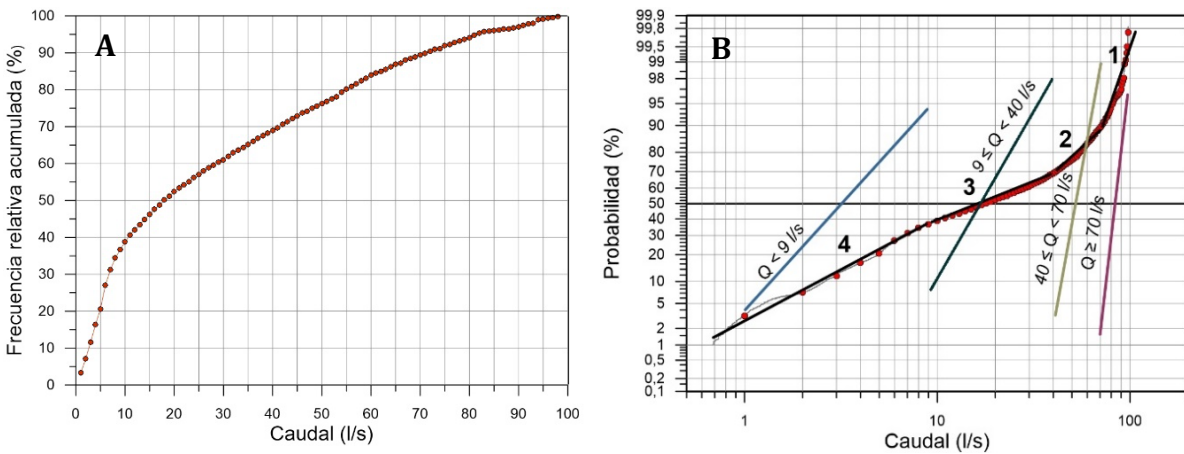 A
Frecuencia relativa acumulada (%)
100
90
80
70
60
50
40
30
20
10
0
0 10 20 30 40 50 60 70 80 90 100
Caudal (l/s)
B
Probabilidad (%)
99,9
99,8
99,5
99
98
95
90
80
70
60
50
30
20
10
5
2
1
0,5
0,2
0,1
1
2
3
4
Q < 9 l/s
9 ≤ Q < 40 l/s
40 ≤ Q < 70 l/s
Q ≥ 70 l/s
1 10 100
Caudal (l/s)